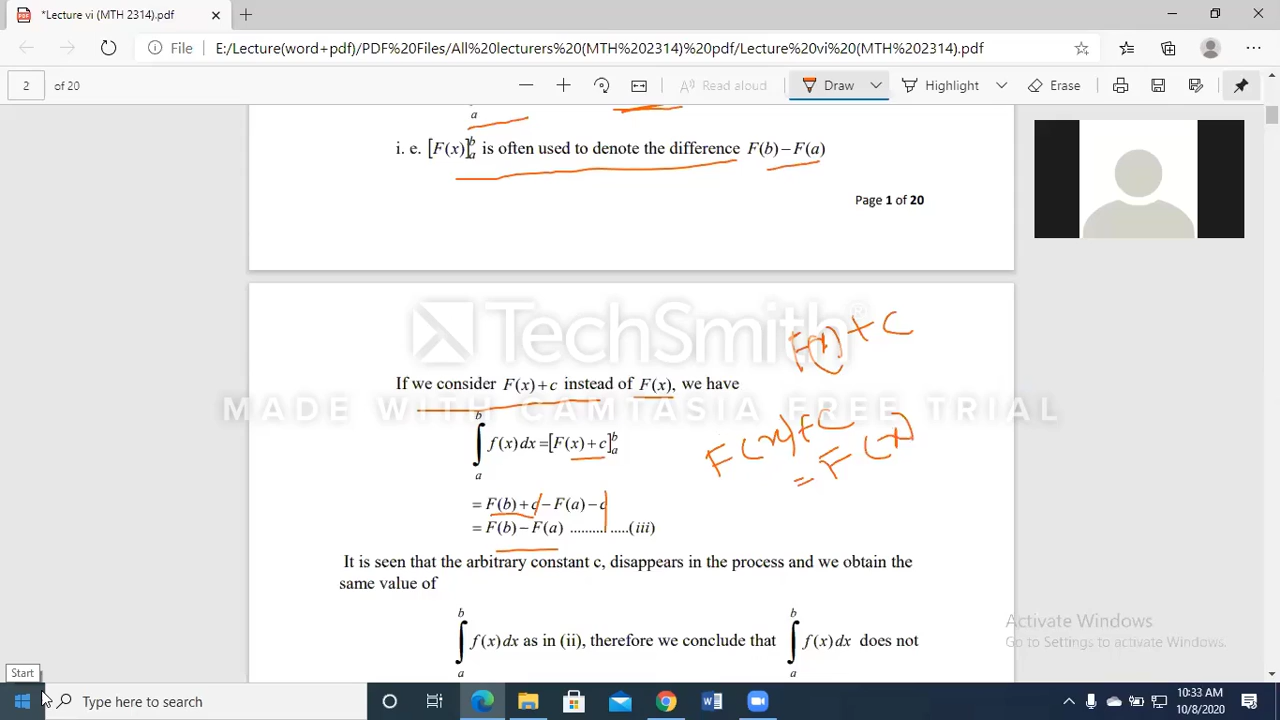 *Lecture vi (MTH 2314).pdf
File E:/Lecture(word+pdf)/PDF%20Files/All%20lecturers%20(MTH%202314)%20pdf/Lecture%20vi%20(MTH%202314).pdf
2 of 20 Read aloud Draw Highlight Erase
a
i. e. [F(x)]_a^b is often used to denote the difference F(b)−F(a)
Page 1 of 20
TechSmith®
F(x)+C
If we consider F(x)+c instead of F(x), we have
MADE WITH CAMTASIA FREE TRIAL
∫_a^b f(x)dx=[F(x)+c]_a^b
F(x)+C
=F(x)
=F(b)+c−F(a)−c
=F(b)−F(a) ...............(iii)
It is seen that the arbitrary constant c, disappears in the process and we obtain the
same value of
∫_a^b f(x)dx as in (ii), therefore we conclude that ∫_a^b f(x)dx does not
Activate Windows
Go to Settings to activate Windows.
Start
Type here to search
10:33 AM
10/8/2020